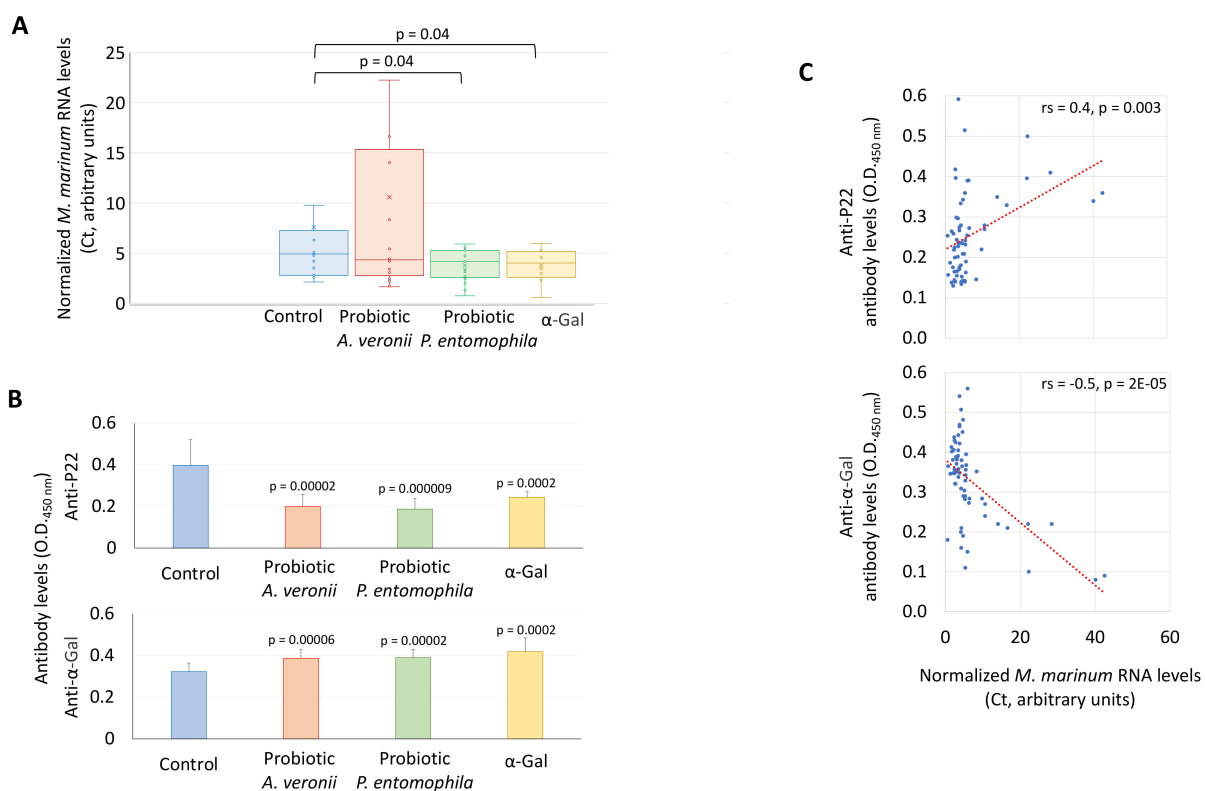 A
Normalized M. marinum RNA levels
(Ct, arbitrary units)
25
20
15
10
5
0
p = 0.04
p = 0.04
Control
Probiotic
A. veronii
Probiotic
P. entomophila
α-Gal
B
Antibody levels (O.D.450 nm)
Anti-P22
0.6
0.4
0.2
0
p = 0.00002
p = 0.000009
p = 0.0002
Control
Probiotic
A. veronii
Probiotic
P. entomophila
α-Gal
Anti-α-Gal
0.6
0.4
0.2
0
p = 0.00006
p = 0.00002
p = 0.0002
Control
Probiotic
A. veronii
Probiotic
P. entomophila
α-Gal
C
Anti-P22
antibody levels (O.D.450 nm)
0.6
0.5
0.4
0.3
0.2
0.1
0.0
rs = 0.4, p = 0.003
Anti-α-Gal
antibody levels (O.D.450 nm)
0.6
0.5
0.4
0.3
0.2
0.1
0.0
rs = -0.5, p = 2E-05
0
20
40
60
Normalized M. marinum RNA levels
(Ct, arbitrary units)